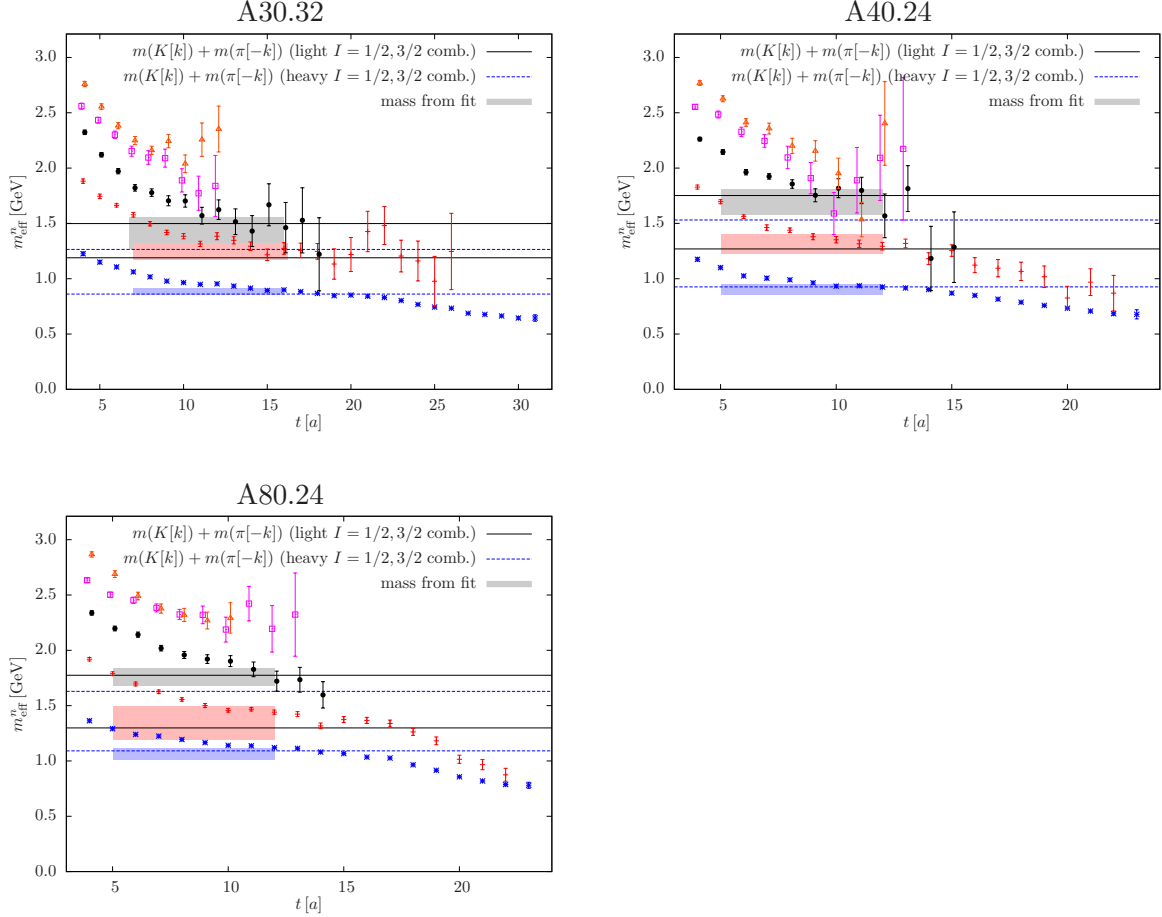 A30.32
m(K[k]) + m(π[−k]) (light I = 1/2, 3/2 comb.)
m(K[k]) + m(π[−k]) (heavy I = 1/2, 3/2 comb.)
mass from fit
3.0
2.5
2.0
1.5
1.0
0.5
0.0
m_eff^n [GeV]
5 10 15 20 25 30
t [a]
A40.24
m(K[k]) + m(π[−k]) (light I = 1/2, 3/2 comb.)
m(K[k]) + m(π[−k]) (heavy I = 1/2, 3/2 comb.)
mass from fit
3.0
2.5
2.0
1.5
1.0
0.5
0.0
m_eff^n [GeV]
5 10 15 20
t [a]
A80.24
m(K[k]) + m(π[−k]) (light I = 1/2, 3/2 comb.)
m(K[k]) + m(π[−k]) (heavy I = 1/2, 3/2 comb.)
mass from fit
3.0
2.5
2.0
1.5
1.0
0.5
0.0
m_eff^n [GeV]
5 10 15 20
t [a]